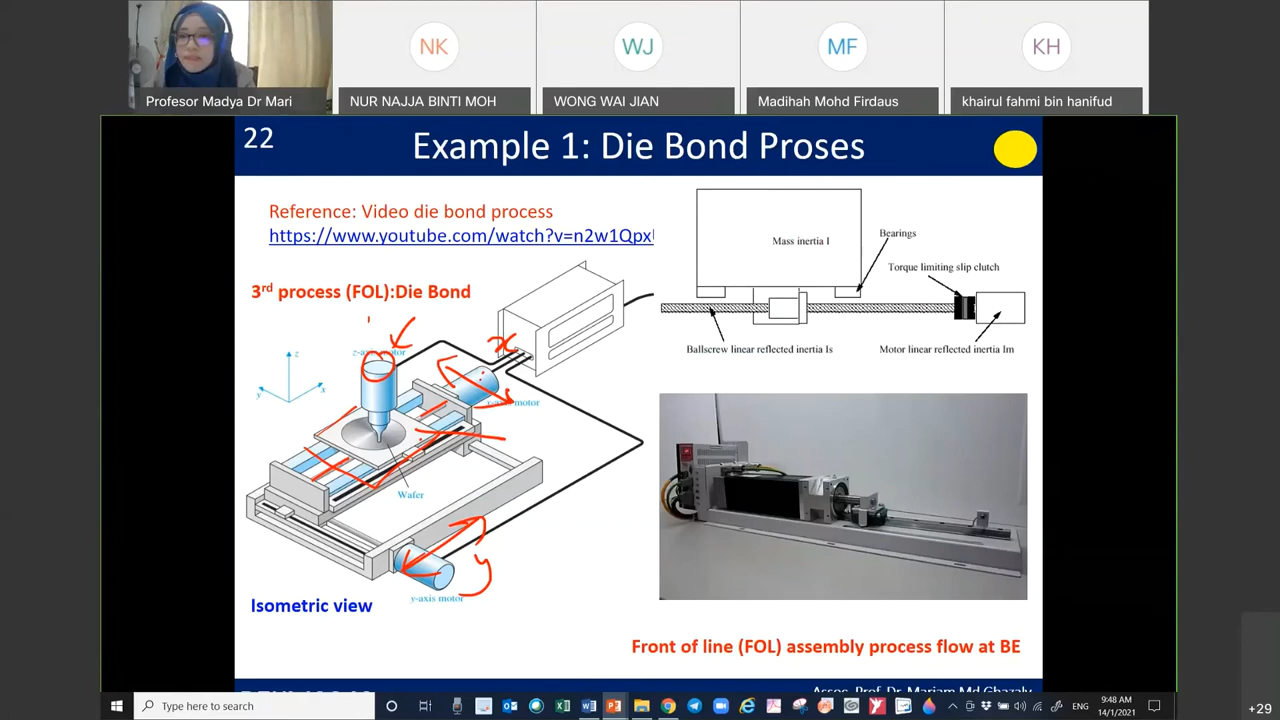 NK
WJ
MF
KH
Profesor Madya Dr Mari
NUR NAJJA BINTI MOH
WONG WAI JIAN
Madihah Mohd Firdaus
khairul fahmi bin hanifud
22
Example 1: Die Bond Proses
Reference: Video die bond process
https://www.youtube.com/watch?v=n2w1Qpx
3rd process (FOL):Die Bond
Mass inertia I
Bearings
Torque limiting slip clutch
Ballscrew linear reflected inertia Is
Motor linear reflected inertia Im
z-axis motor
x
z
y
x
x-axis motor
Wafer
y
y-axis motor
Isometric view
Front of line (FOL) assembly process flow at BE
Assoc. Prof. Dr. Mariam Md Ghazaly
Type here to search
ENG
9:48 AM
14/1/2021
+29